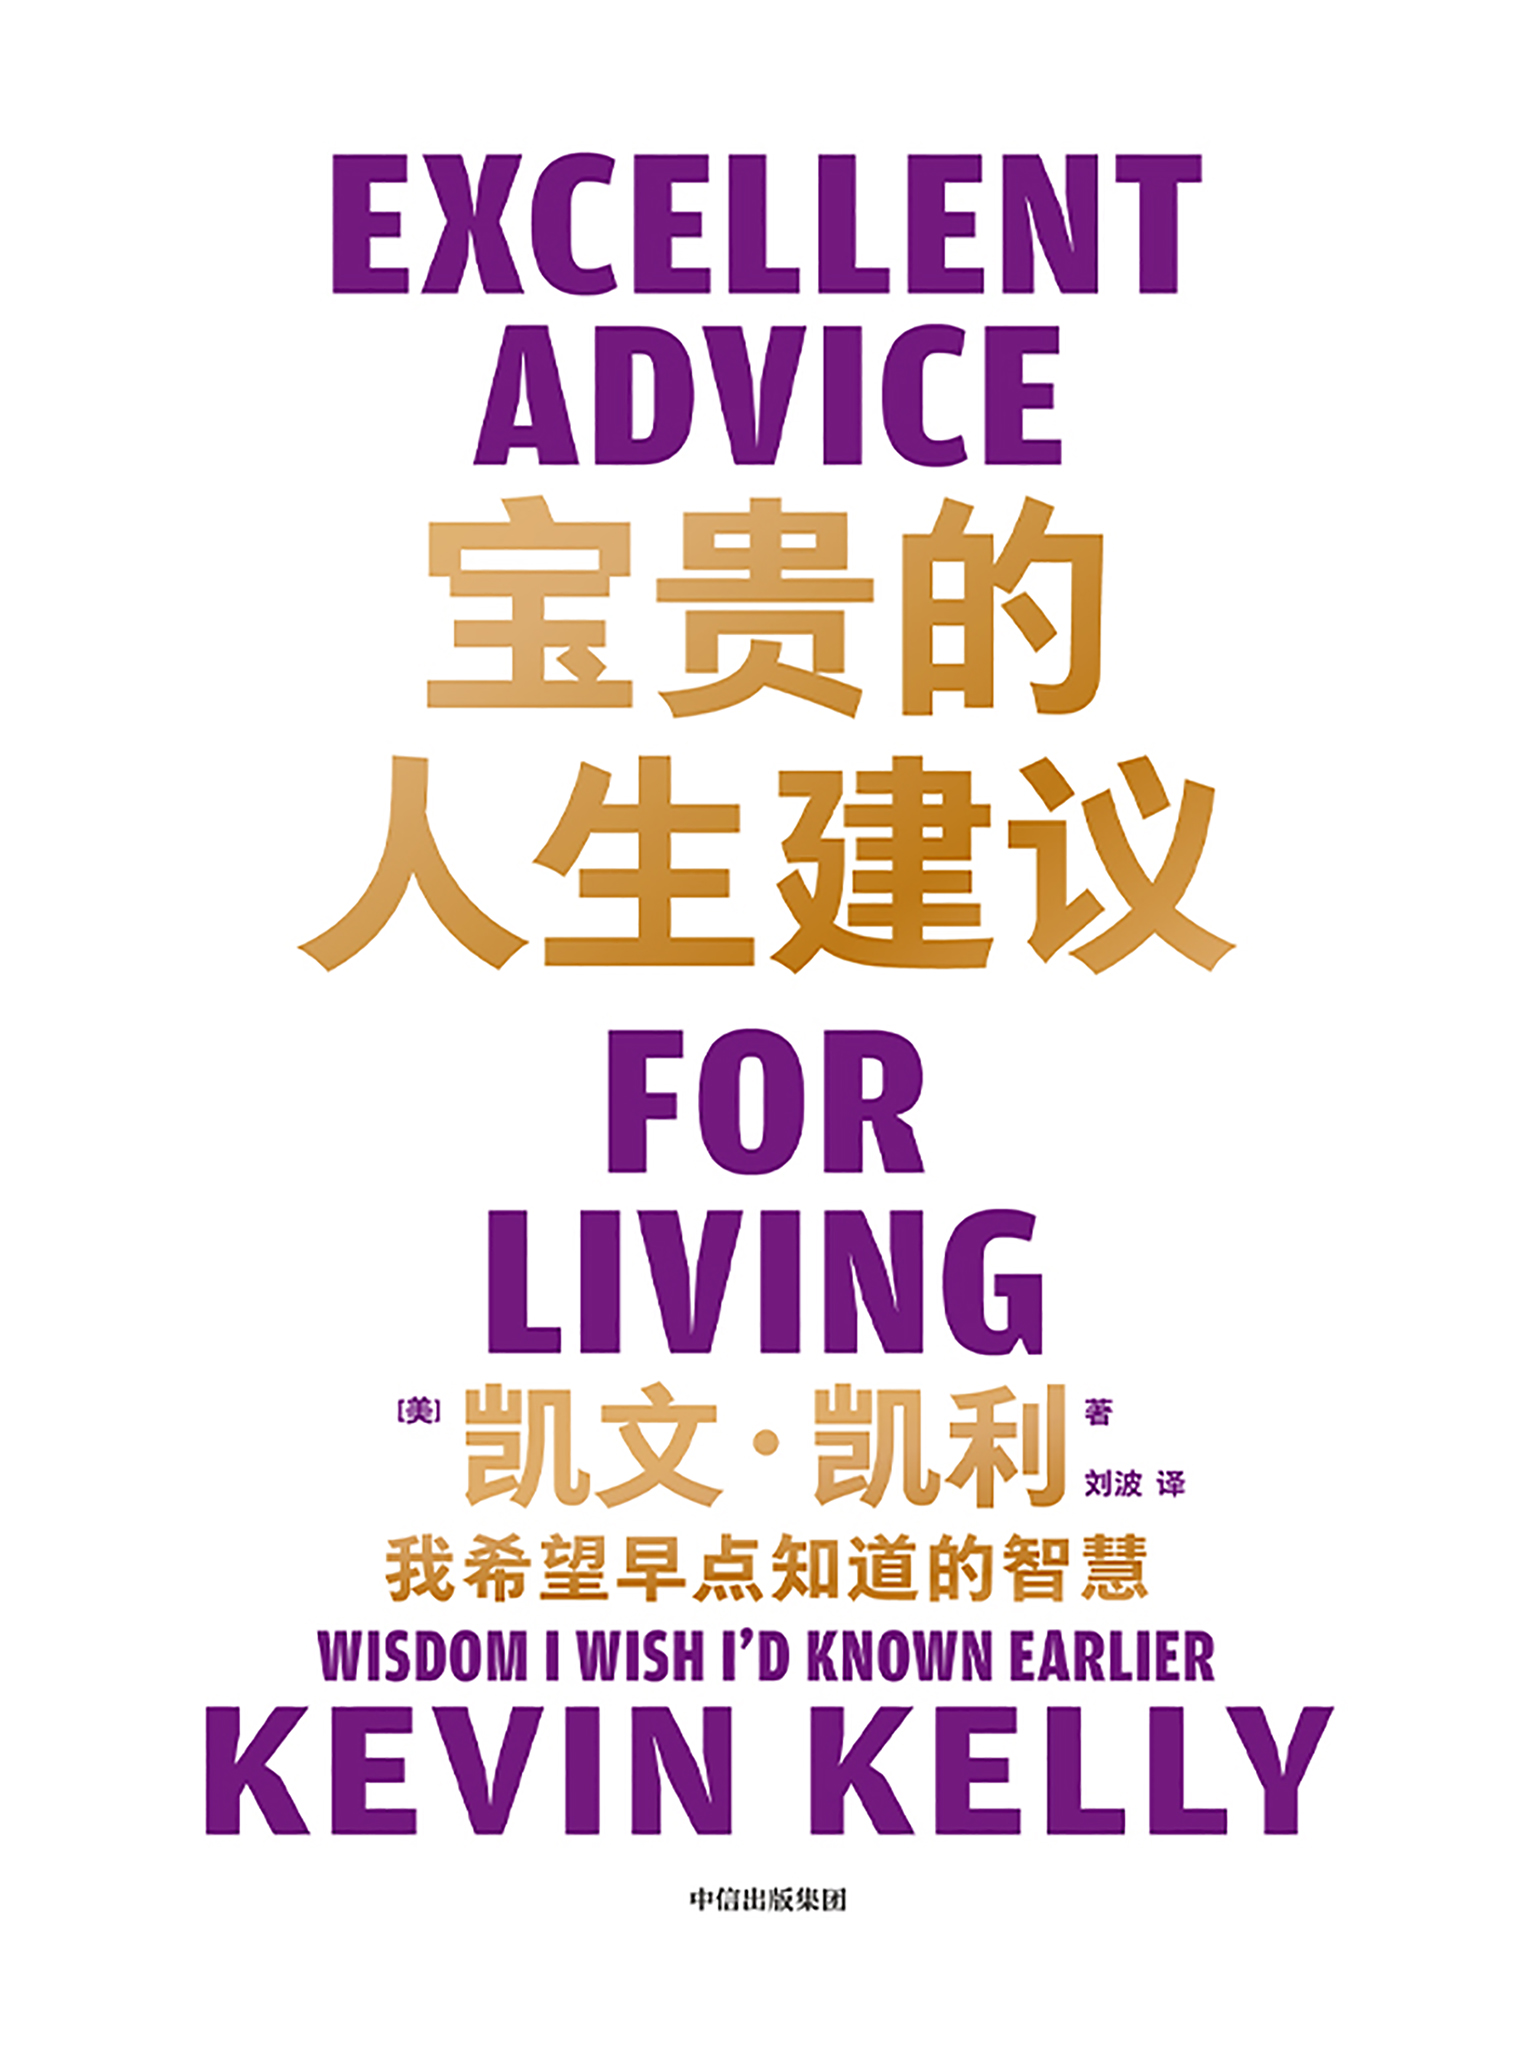 EXCELLENT
ADVICE
宝贵的
人生建议
FOR
LIVING
[美] 凯文·凯利 著
刘波 译
我希望早点知道的智慧
WISDOM I WISH I'D KNOWN EARLIER
KEVIN KELLY
中信出版集团